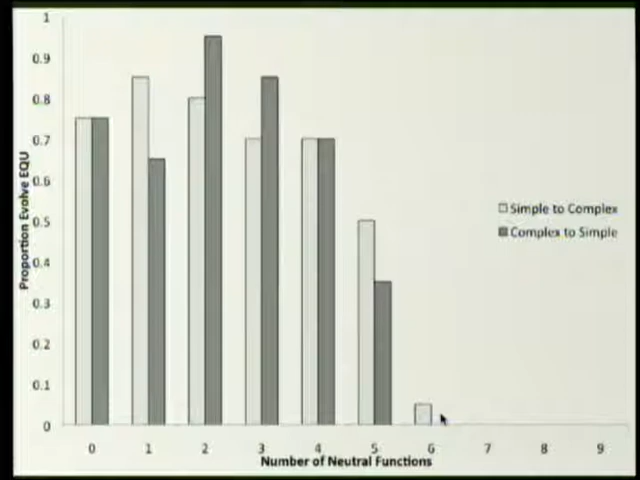 1
0.9
0.8
0.7
0.6
0.5
0.4
0.3
0.2
0.1
0
Proportion Evolve EQU
Simple to Complex
Complex to Simple
0 1 2 3 4 5 6 7 8 9
Number of Neutral Functions